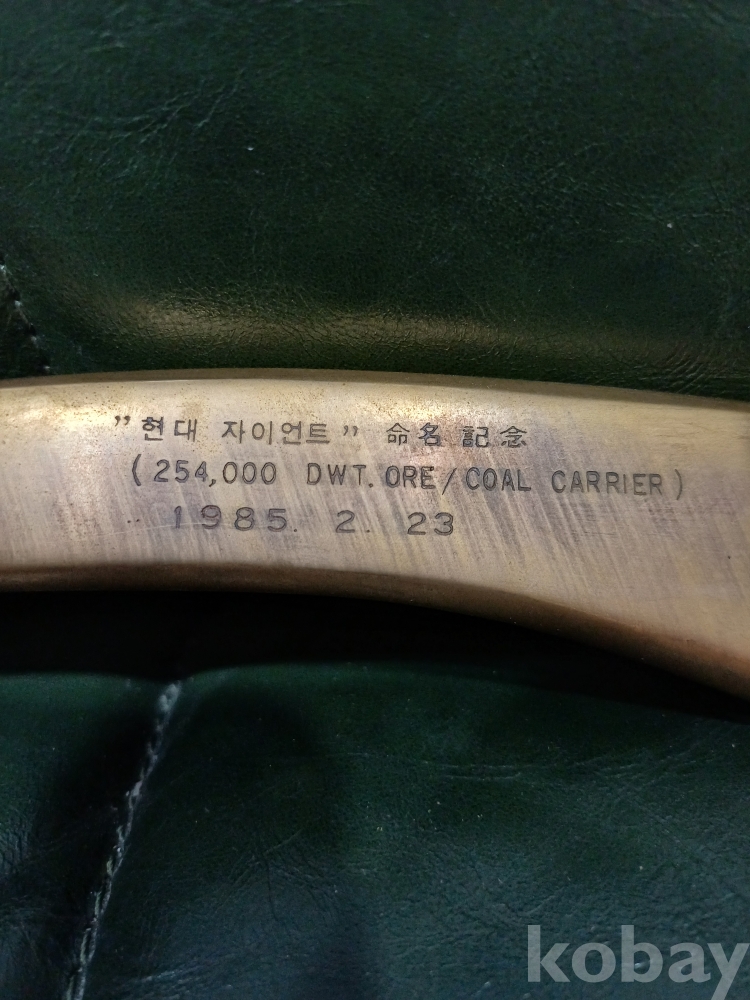 ”현대 자이언트” 命名 記念
(254,000 DWT. ORE/COAL CARRIER)
1985. 2. 23
kobay